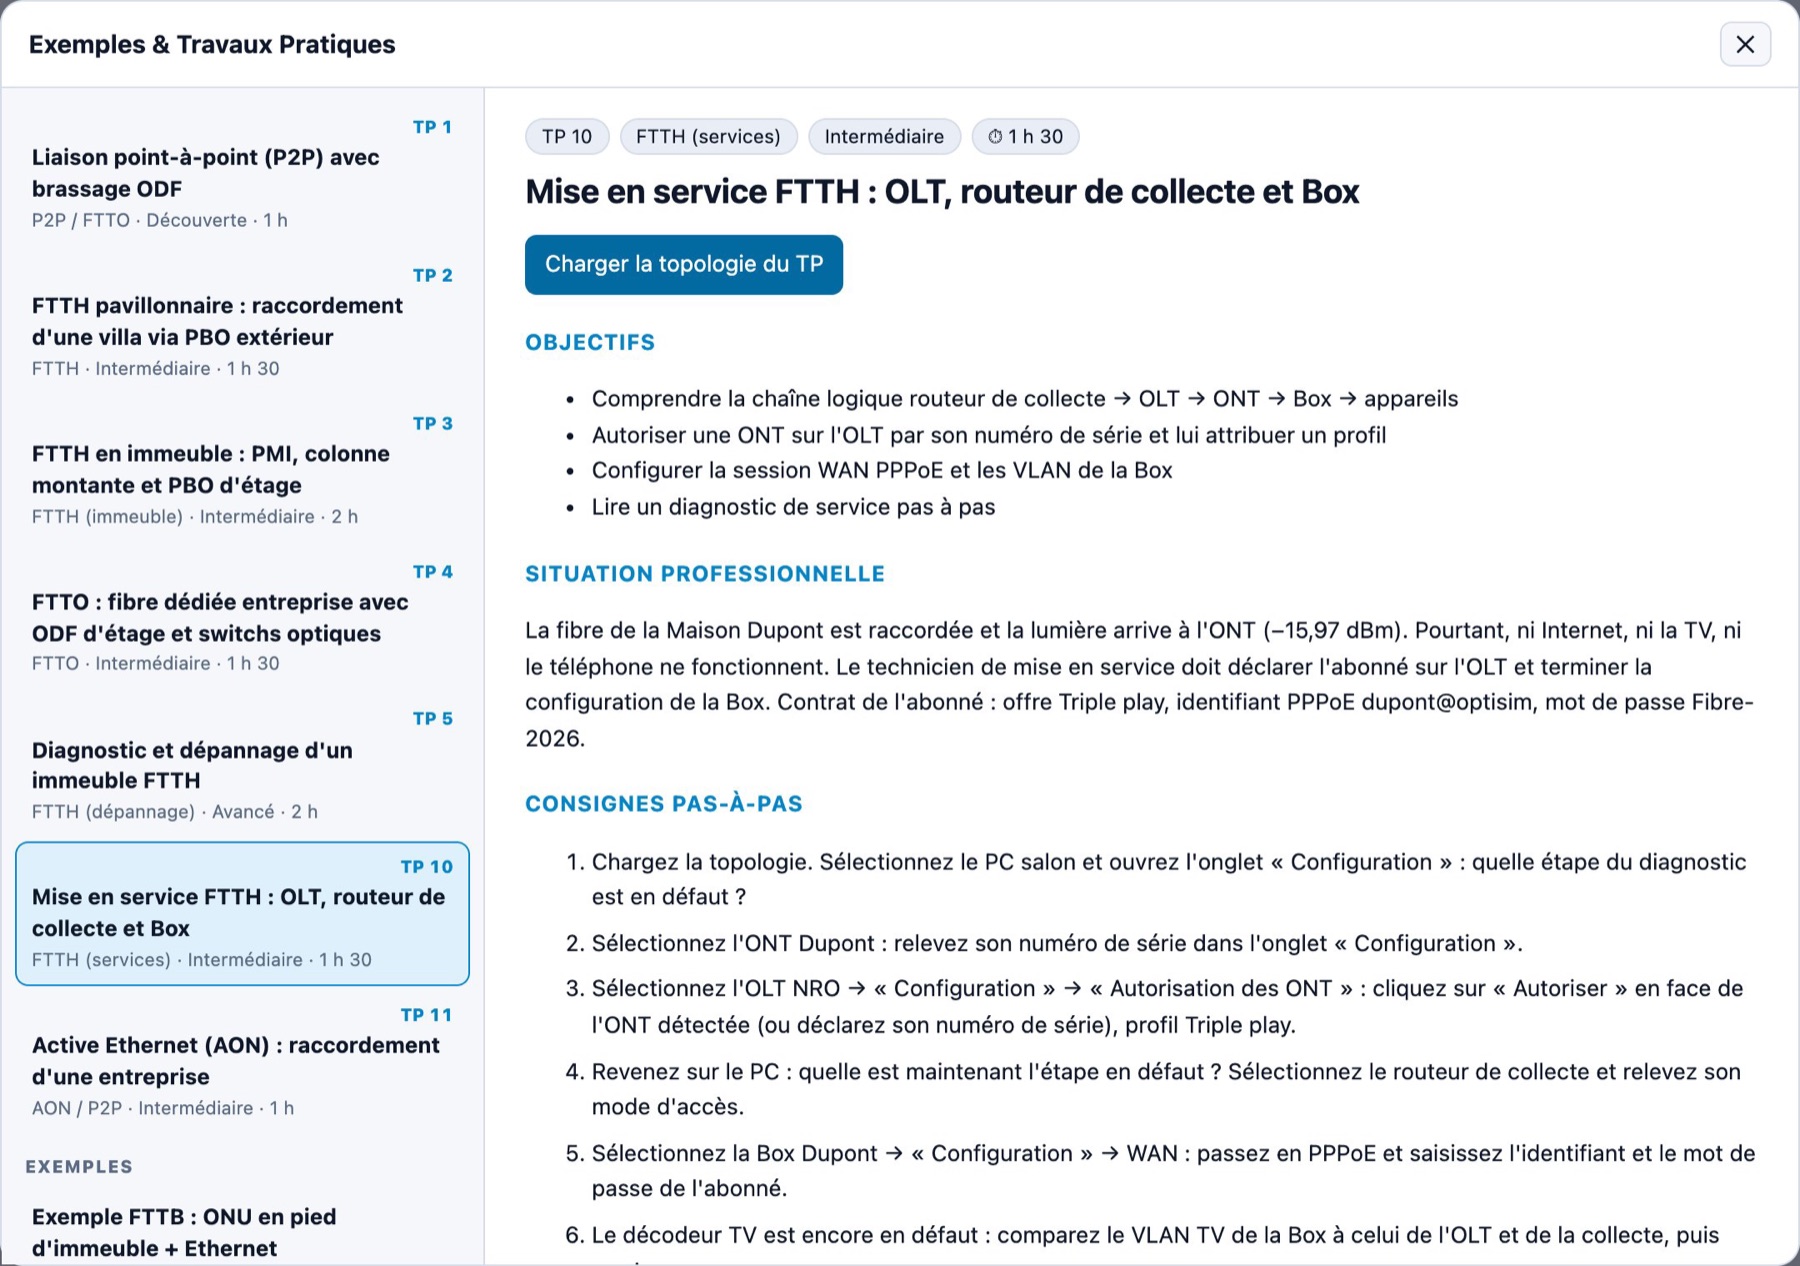 Exemples & Travaux Pratiques
TP 1
Liaison point-à-point (P2P) avec
brassage ODF
P2P / FTTO · Découverte · 1 h
TP 2
FTTH pavillonnaire : raccordement
d'une villa via PBO extérieur
FTTH · Intermédiaire · 1 h 30
TP 3
FTTH en immeuble : PMI, colonne
montante et PBO d'étage
FTTH (immeuble) · Intermédiaire · 2 h
TP 4
FTTO : fibre dédiée entreprise avec
ODF d'étage et switchs optiques
FTTO · Intermédiaire · 1 h 30
TP 5
Diagnostic et dépannage d'un
immeuble FTTH
FTTH (dépannage) · Avancé · 2 h
TP 10
Mise en service FTTH : OLT, routeur de
collecte et Box
FTTH (services) · Intermédiaire · 1 h 30
TP 11
Active Ethernet (AON) : raccordement
d'une entreprise
AON / P2P · Intermédiaire · 1 h
EXEMPLES
Exemple FTTB : ONU en pied
d'immeuble + Ethernet
TP 10 FTTH (services) Intermédiaire ⏱ 1 h 30
Mise en service FTTH : OLT, routeur de collecte et Box
Charger la topologie du TP
OBJECTIFS
• Comprendre la chaîne logique routeur de collecte → OLT → ONT → Box → appareils
• Autoriser une ONT sur l'OLT par son numéro de série et lui attribuer un profil
• Configurer la session WAN PPPoE et les VLAN de la Box
• Lire un diagnostic de service pas à pas
SITUATION PROFESSIONNELLE
La fibre de la Maison Dupont est raccordée et la lumière arrive à l'ONT (−15,97 dBm). Pourtant, ni Internet, ni la TV, ni
le téléphone ne fonctionnent. Le technicien de mise en service doit déclarer l'abonné sur l'OLT et terminer la
configuration de la Box. Contrat de l'abonné : offre Triple play, identifiant PPPoE dupont@optisim, mot de passe Fibre-
2026.
CONSIGNES PAS-À-PAS
1. Chargez la topologie. Sélectionnez le PC salon et ouvrez l'onglet « Configuration » : quelle étape du diagnostic
est en défaut ?
2. Sélectionnez l'ONT Dupont : relevez son numéro de série dans l'onglet « Configuration ».
3. Sélectionnez l'OLT NRO → « Configuration » → « Autorisation des ONT » : cliquez sur « Autoriser » en face de
l'ONT détectée (ou déclarez son numéro de série), profil Triple play.
4. Revenez sur le PC : quelle est maintenant l'étape en défaut ? Sélectionnez le routeur de collecte et relevez son
mode d'accès.
5. Sélectionnez la Box Dupont → « Configuration » → WAN : passez en PPPoE et saisissez l'identifiant et le mot de
passe de l'abonné.
6. Le décodeur TV est encore en défaut : comparez le VLAN TV de la Box à celui de l'OLT et de la collecte, puis